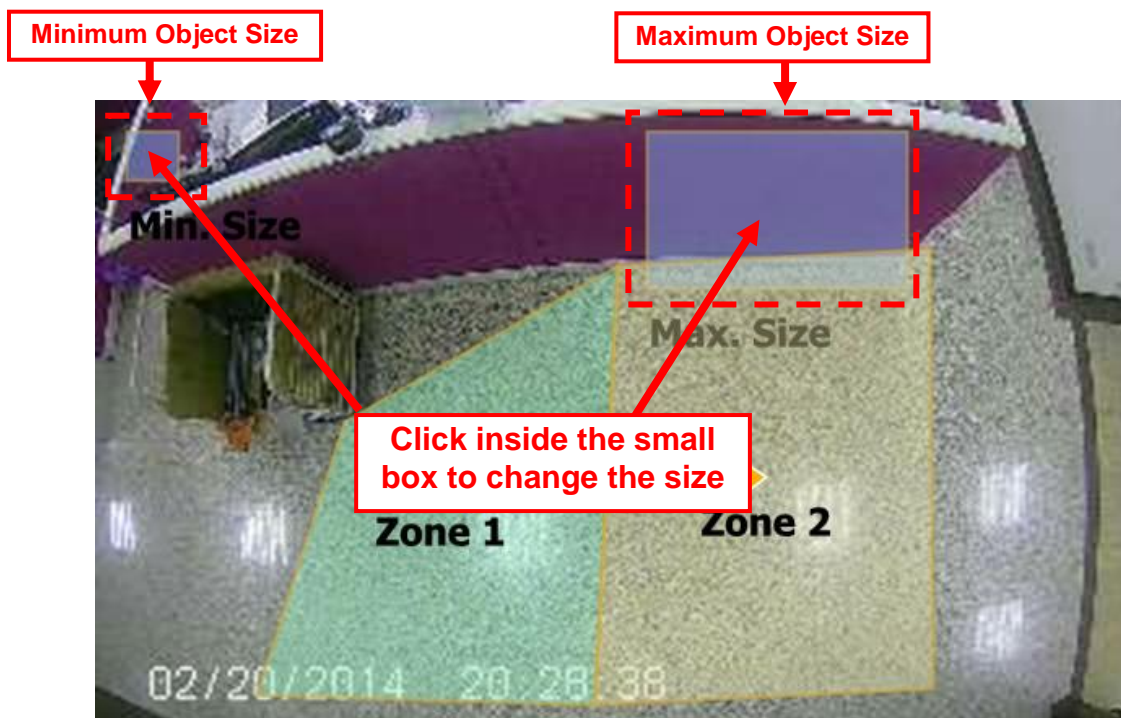 Minimum Object Size
Maximum Object Size
Min. Size
Max. Size
Click inside the small
box to change the size
Zone 1
Zone 2
02/20/2014 20:28:38